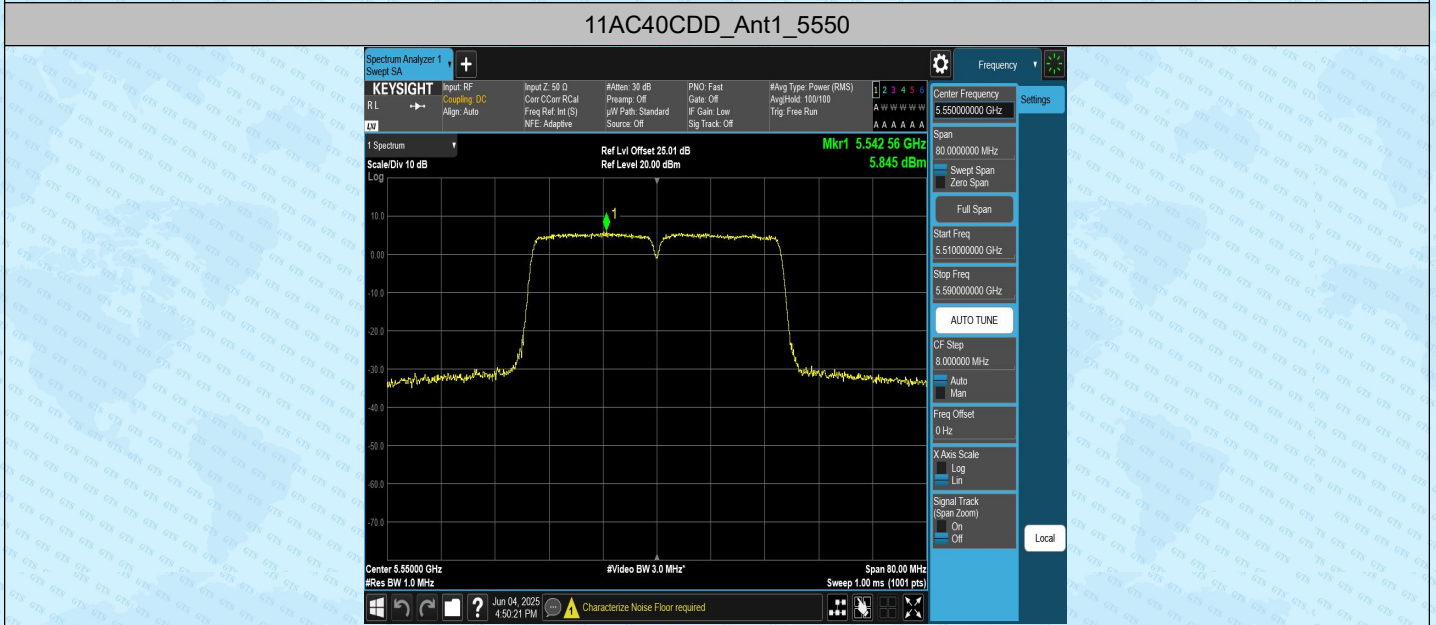 11AC40CDD_Ant1_5550
Spectrum Analyzer 1
Swept SA
+
Frequency
KEYSIGHT
RL
LXI
Input: RF
Coupling: DC
Align: Auto
Input Z: 50 Ω
Corr CCorr RCal
Freq Ref: Int (S)
NFE: Adaptive
#Atten: 30 dB
Preamp: Off
µW Path: Standard
Source: Off
PNO: Fast
Gate: Off
IF Gain: Low
Sig Track: Off
#Avg Type: Power (RMS)
Avg|Hold: 100/100
Trig: Free Run
1 2 3 4 5 6
A W W W W W
A A A A A A
1 Spectrum
Scale/Div 10 dB
Log
Ref Lvl Offset 25.01 dB
Ref Level 20.00 dBm
Mkr1 5.542 56 GHz
5.845 dBm
1
10.0
0.00
-10.0
-20.0
-30.0
-40.0
-50.0
-60.0
-70.0
Center 5.55000 GHz
#Video BW 3.0 MHz*
Span 80.00 MHz
#Res BW 1.0 MHz
Sweep 1.00 ms (1001 pts)
Center Frequency
5.550000000 GHz
Settings
Span
80.0000000 MHz
Swept Span
Zero Span
Full Span
Start Freq
5.510000000 GHz
Stop Freq
5.590000000 GHz
AUTO TUNE
CF Step
8.000000 MHz
Auto
Man
Freq Offset
0 Hz
X Axis Scale
Log
Lin
Signal Track
(Span Zoom)
On
Off
Local
?
Jun 04, 2025
4:50:21 PM
1
Characterize Noise Floor required